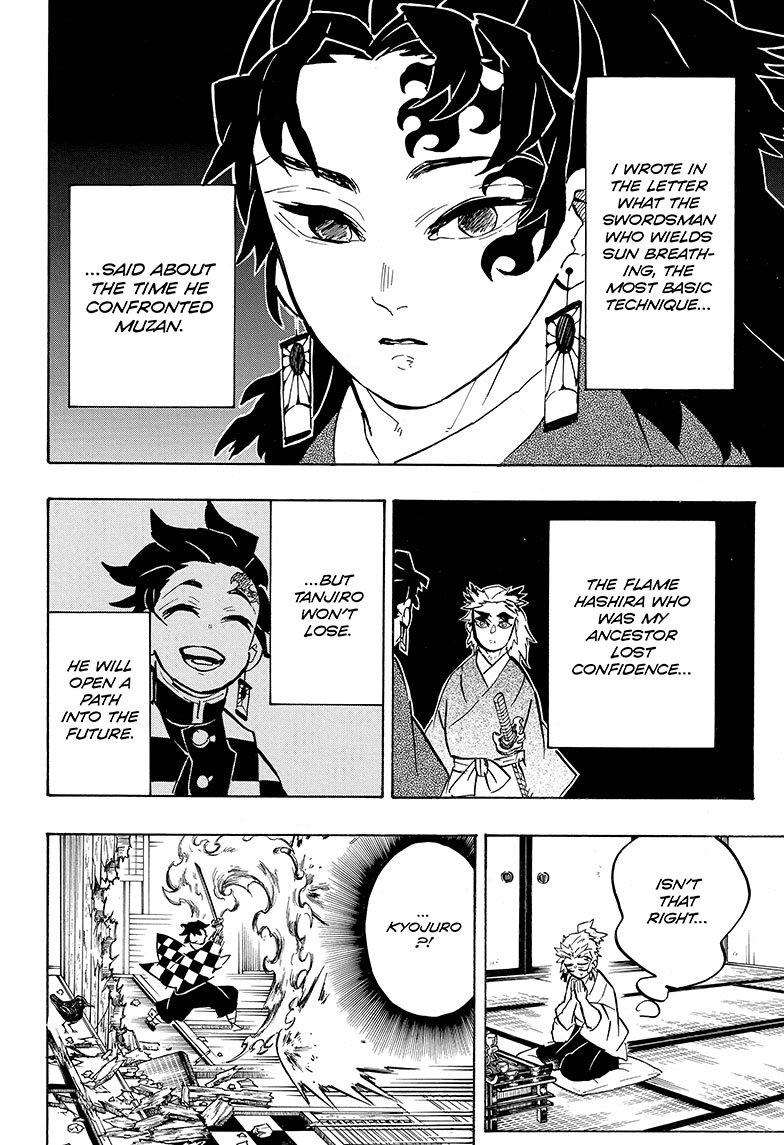 I WROTE IN
THE LETTER
WHAT THE
SWORDSMAN
WHO WIELDS
SUN BREATH-
ING, THE
MOST BASIC
TECHNIQUE...
...SAID ABOUT
THE TIME HE
CONFRONTED
MUZAN.
THE FLAME
HASHIRA WHO
WAS MY
ANCESTOR
LOST
CONFIDENCE...
...BUT
TANJIRO
WON'T
LOSE.
HE WILL
OPEN A
PATH
INTO THE
FUTURE.
ISN'T
THAT
RIGHT...
...
KYOJURO
?!